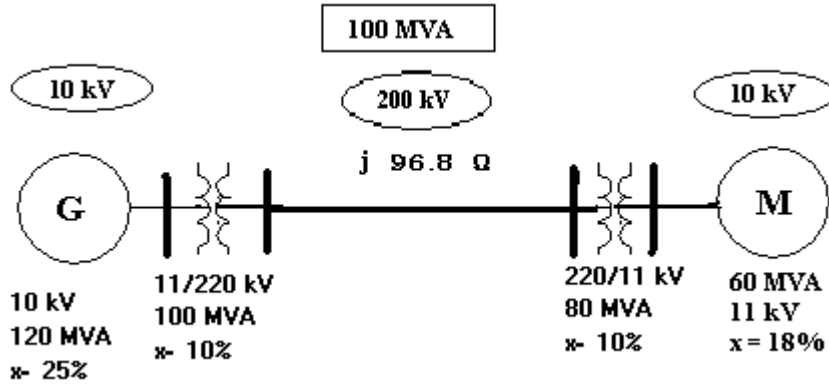 100 MVA
10 kV
200 kV
10 kV
j 96.8 Ω
G
M
10 kV
120 MVA
x- 25%
11/220 kV
100 MVA
x- 10%
220/11 kV
80 MVA
x- 10%
60 MVA
11 kV
x = 18%